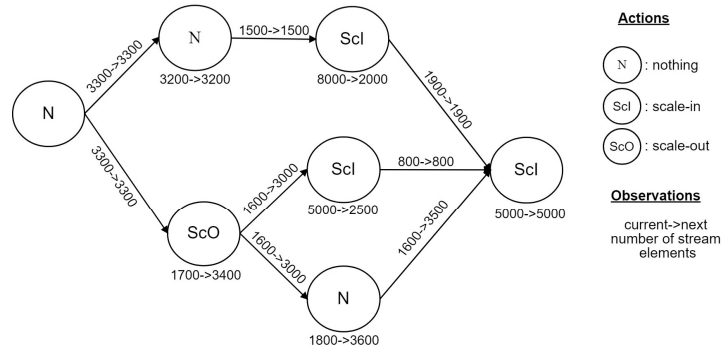 N
3300->3300
3300->3300
N
3200->3200
1500->1500
ScI
8000->2000
1900->1900
ScO
1700->3400
1600->3000
1600->3000
ScI
5000->2500
800->800
N
1800->3600
1600->3500
ScI
5000->5000
Actions
N : nothing
ScI : scale-in
ScO : scale-out
Observations
current->next
number of stream
elements